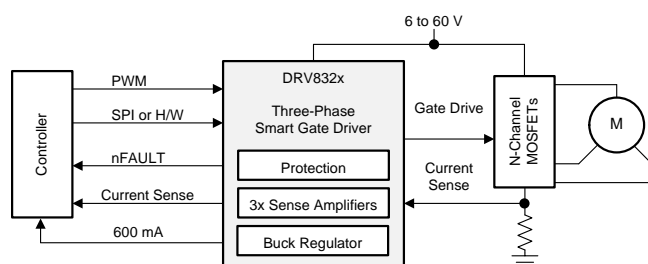 6 to 60 V
DRV832x
Three-Phase
Smart Gate Driver
Protection
3x Sense Amplifiers
Buck Regulator
Controller
PWM
SPI or H/W
nFAULT
Current Sense
600 mA
Gate Drive
Current
Sense
N-Channel
MOSFETs
M